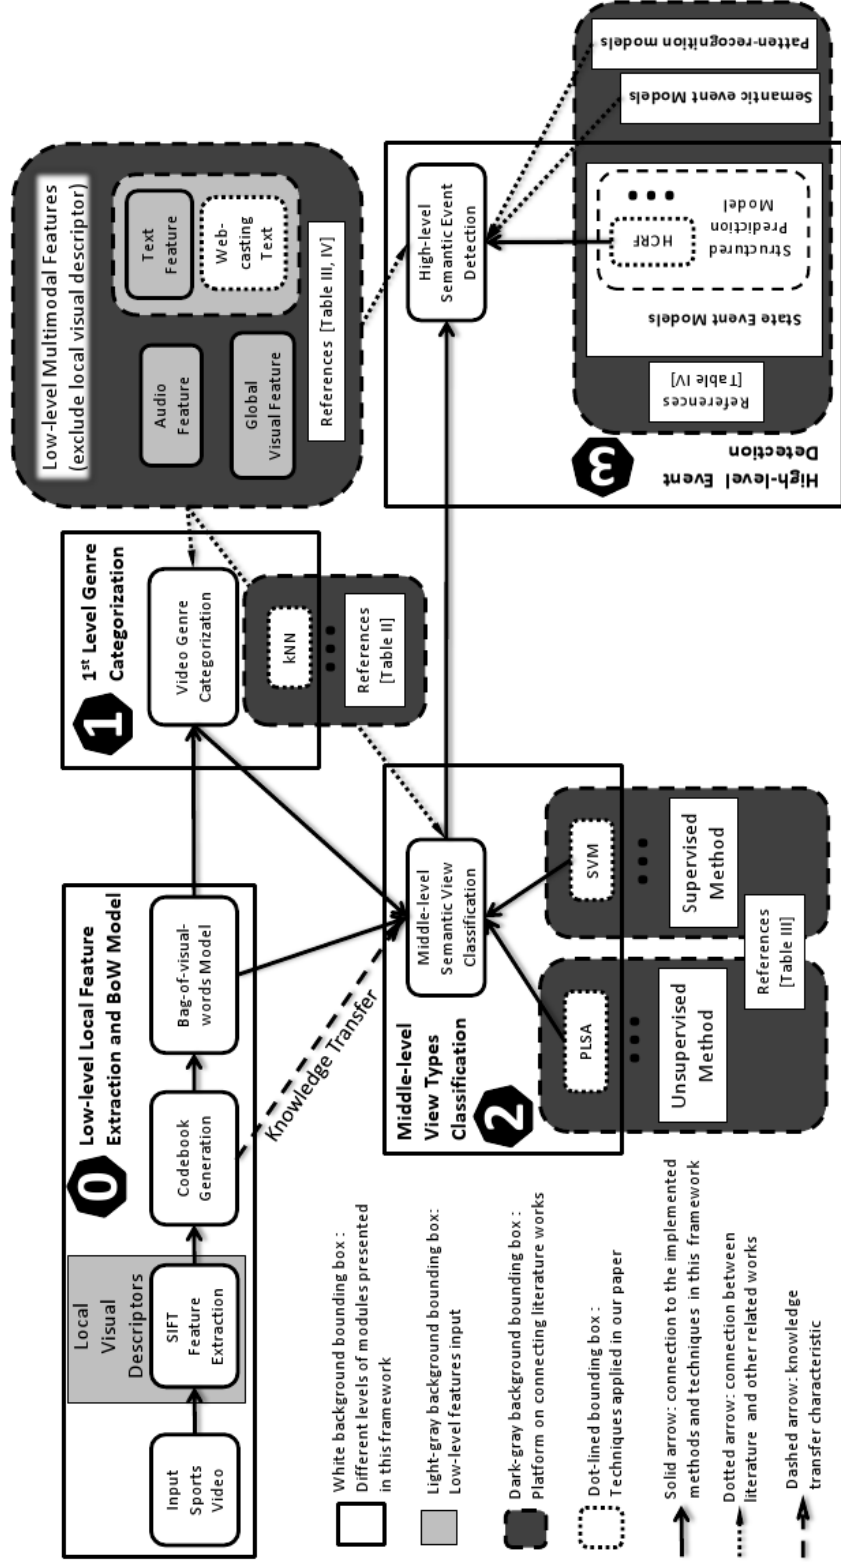 0
Low-level Local Feature
Extraction and BoW Model
Input
Sports
Video
Local
Visual
Descriptors
SIFT
Feature
Extraction
Codebook
Generation
Bag-of-visual-
words Model
Knowledge Transfer
1
1st Level Genre
Categorization
Video Genre
Categorization
kNN
References
[Table II]
Low-level Multimodal Features
(exclude local visual descriptor)
Audio
Feature
Text
Feature
Global
Visual Feature
Web-
casting
Text
References [Table III, IV]
Middle-level
View Types
Classification
2
Middle-level
Semantic View
Classification
PLSA
Unsupervised
Method
SVM
Supervised
Method
References
[Table III]
High-level
Semantic Event
Detection
3
High-level Event
Detection
References
[Table IV]
State Event Models
HCRF
Structured
Prediction
Model
Semantic event Models
Patten-recognition models
White background bounding box :
Different levels of modules presented
in this framework
Light-gray background bounding box:
Low-level features input
Dark-gray background bounding box :
Platform on connecting literature works
Dot-lined bounding box :
Techniques applied in our paper
Solid arrow: connection to the implemented
methods and techniques in this framework
Dotted arrow: connection between
literature and other related works
Dashed arrow: knowledge
transfer characteristic